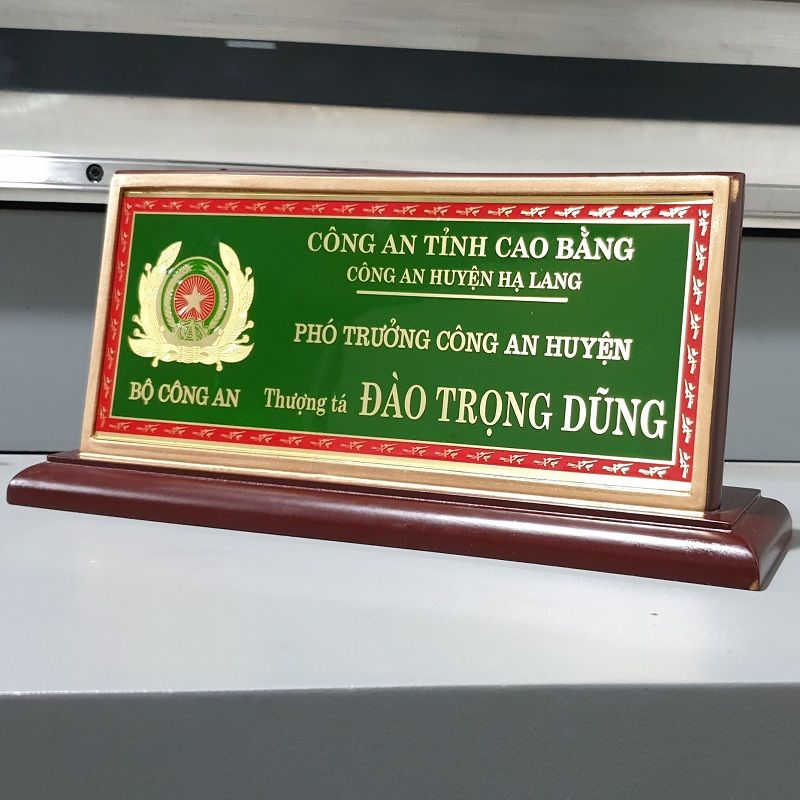 CÔNG AN TỈNH CAO BẰNG
CÔNG AN HUYỆN HẠ LANG
PHÓ TRƯỞNG CÔNG AN HUYỆN
BỘ CÔNG AN
Thượng tá ĐÀO TRỌNG DŨNG